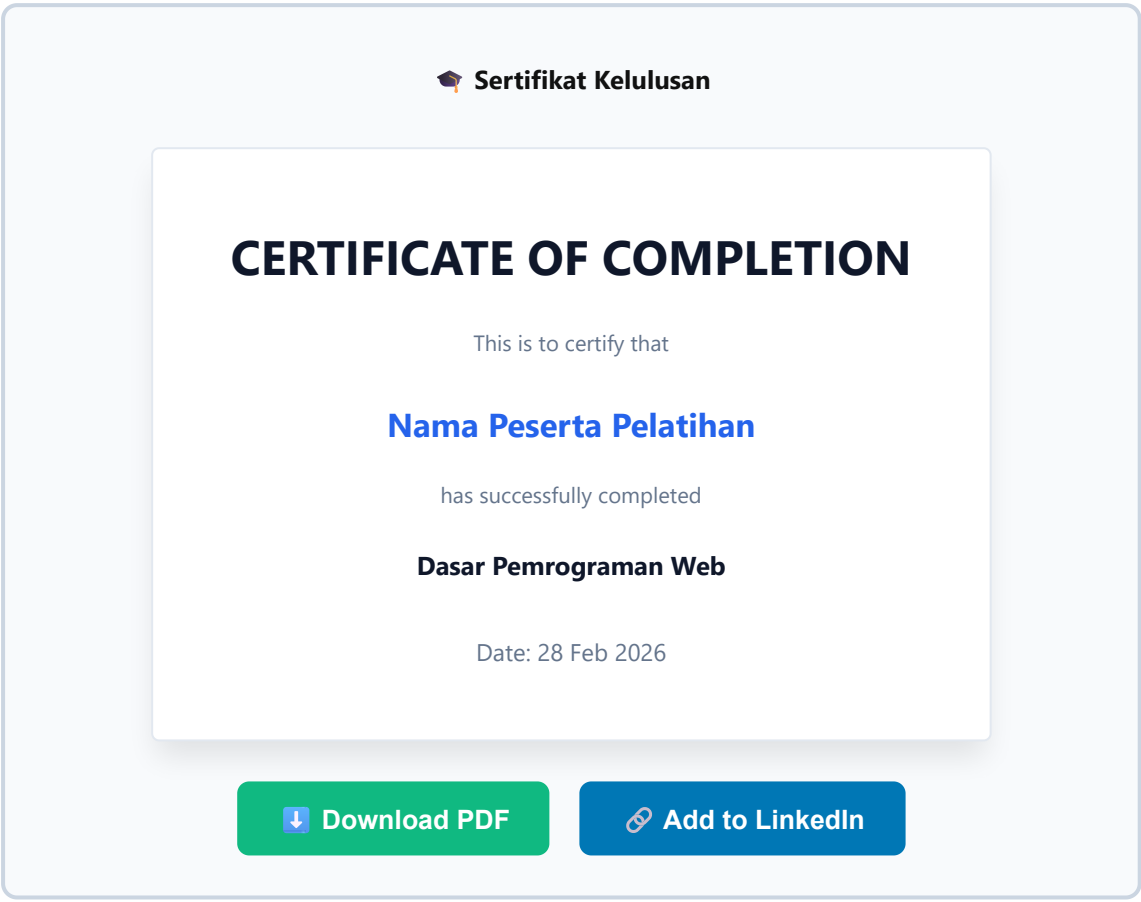 🎓 Sertifikat Kelulusan
CERTIFICATE OF COMPLETION
This is to certify that
Nama Peserta Pelatihan
has successfully completed
Dasar Pemrograman Web
Date: 28 Feb 2026
⬇️ Download PDF
🔗 Add to LinkedIn